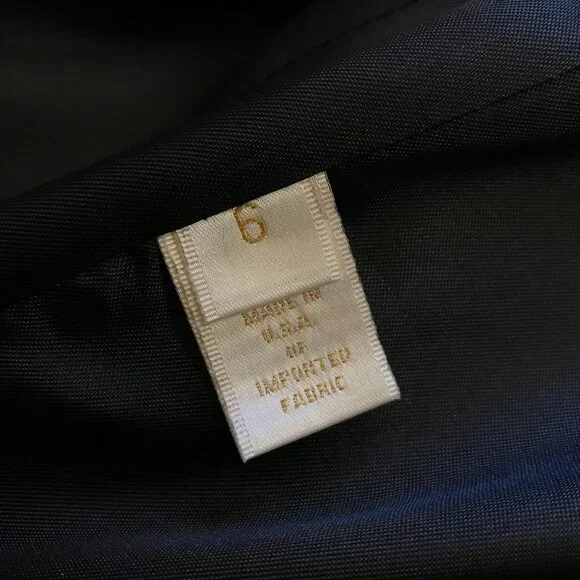 6
MADE IN
U.S.A.
OF
IMPORTED
FABRIC